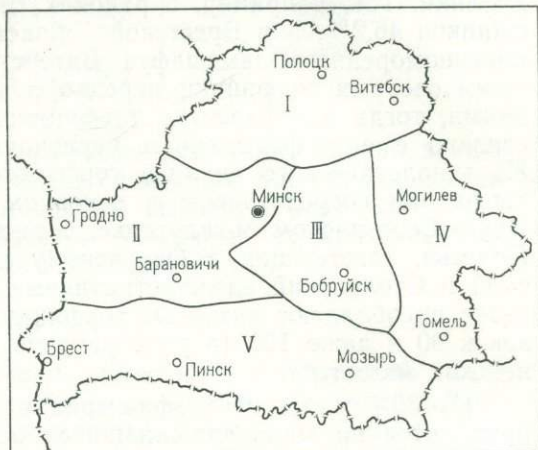 Полоцк
I
Витебск
Минск
Могилев
Гродно
II
III
IV
Барановичи
Бобруйск
Гомель
V
Брест
Пинск
Мозырь